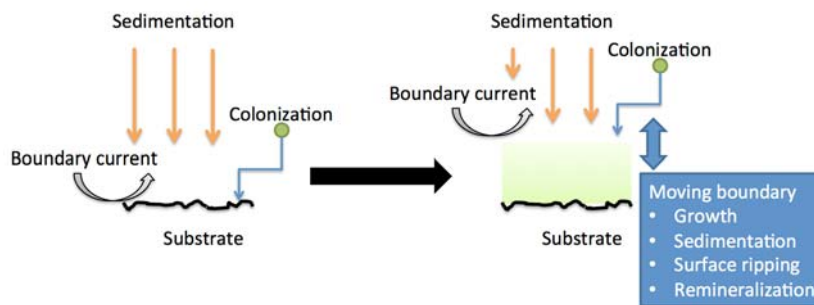 Sedimentation
Colonization
Boundary current
Substrate
Sedimentation
Colonization
Boundary current
Substrate
Moving boundary
• Growth
• Sedimentation
• Surface ripping
• Remineralization